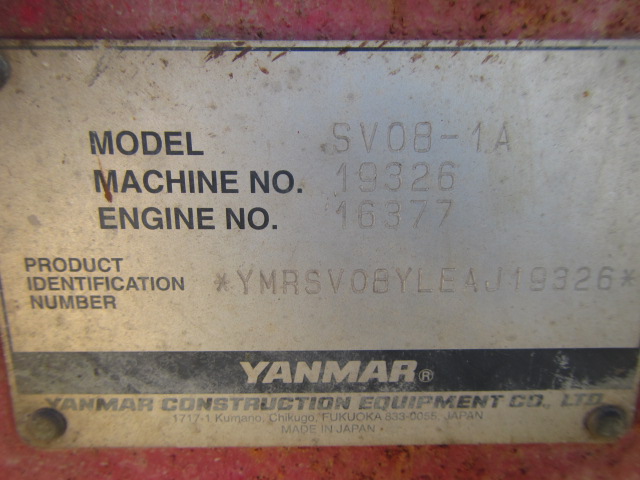 MODEL SV08-1A
MACHINE NO. 19326
ENGINE NO. 16377
PRODUCT
IDENTIFICATION
NUMBER
*YMRSV08YLEAJ19326*
YANMAR®
YANMAR CONSTRUCTION EQUIPMENT CO., LTD.
1717-1 Kumano, Chikugo, FUKUOKA 833-0055, JAPAN
MADE IN JAPAN